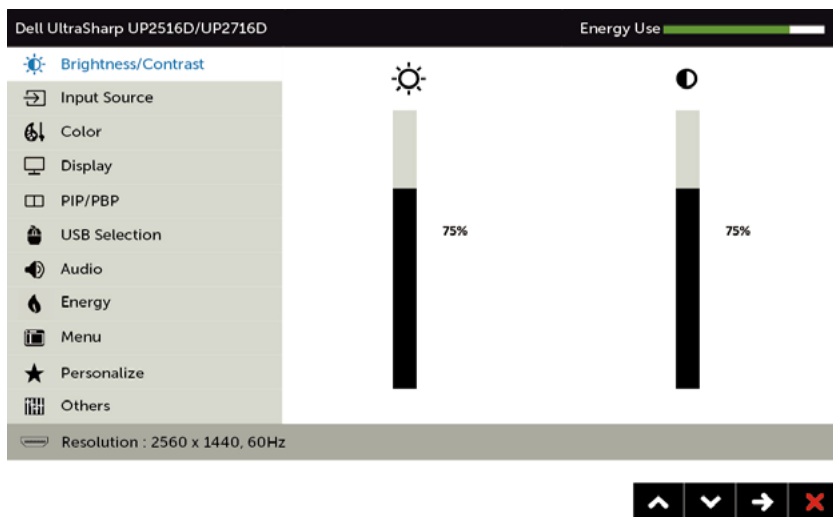 Dell UltraSharp UP2516D/UP2716D
Energy Use
Brightness/Contrast
Input Source
Color
Display
PIP/PBP
USB Selection
Audio
Energy
Menu
Personalize
Others
75%
75%
Resolution : 2560 x 1440, 60Hz